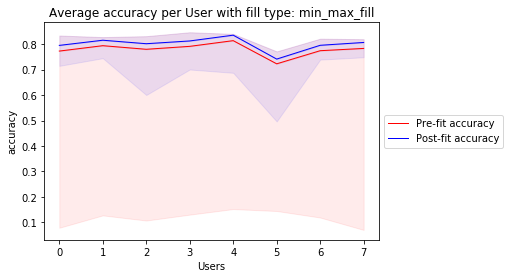 Average accuracy per User with fill type: min_max_fill
0.8
0.7
0.6
0.5
0.4
0.3
0.2
0.1
accuracy
0 1 2 3 4 5 6 7
Users
Pre-fit accuracy
Post-fit accuracy